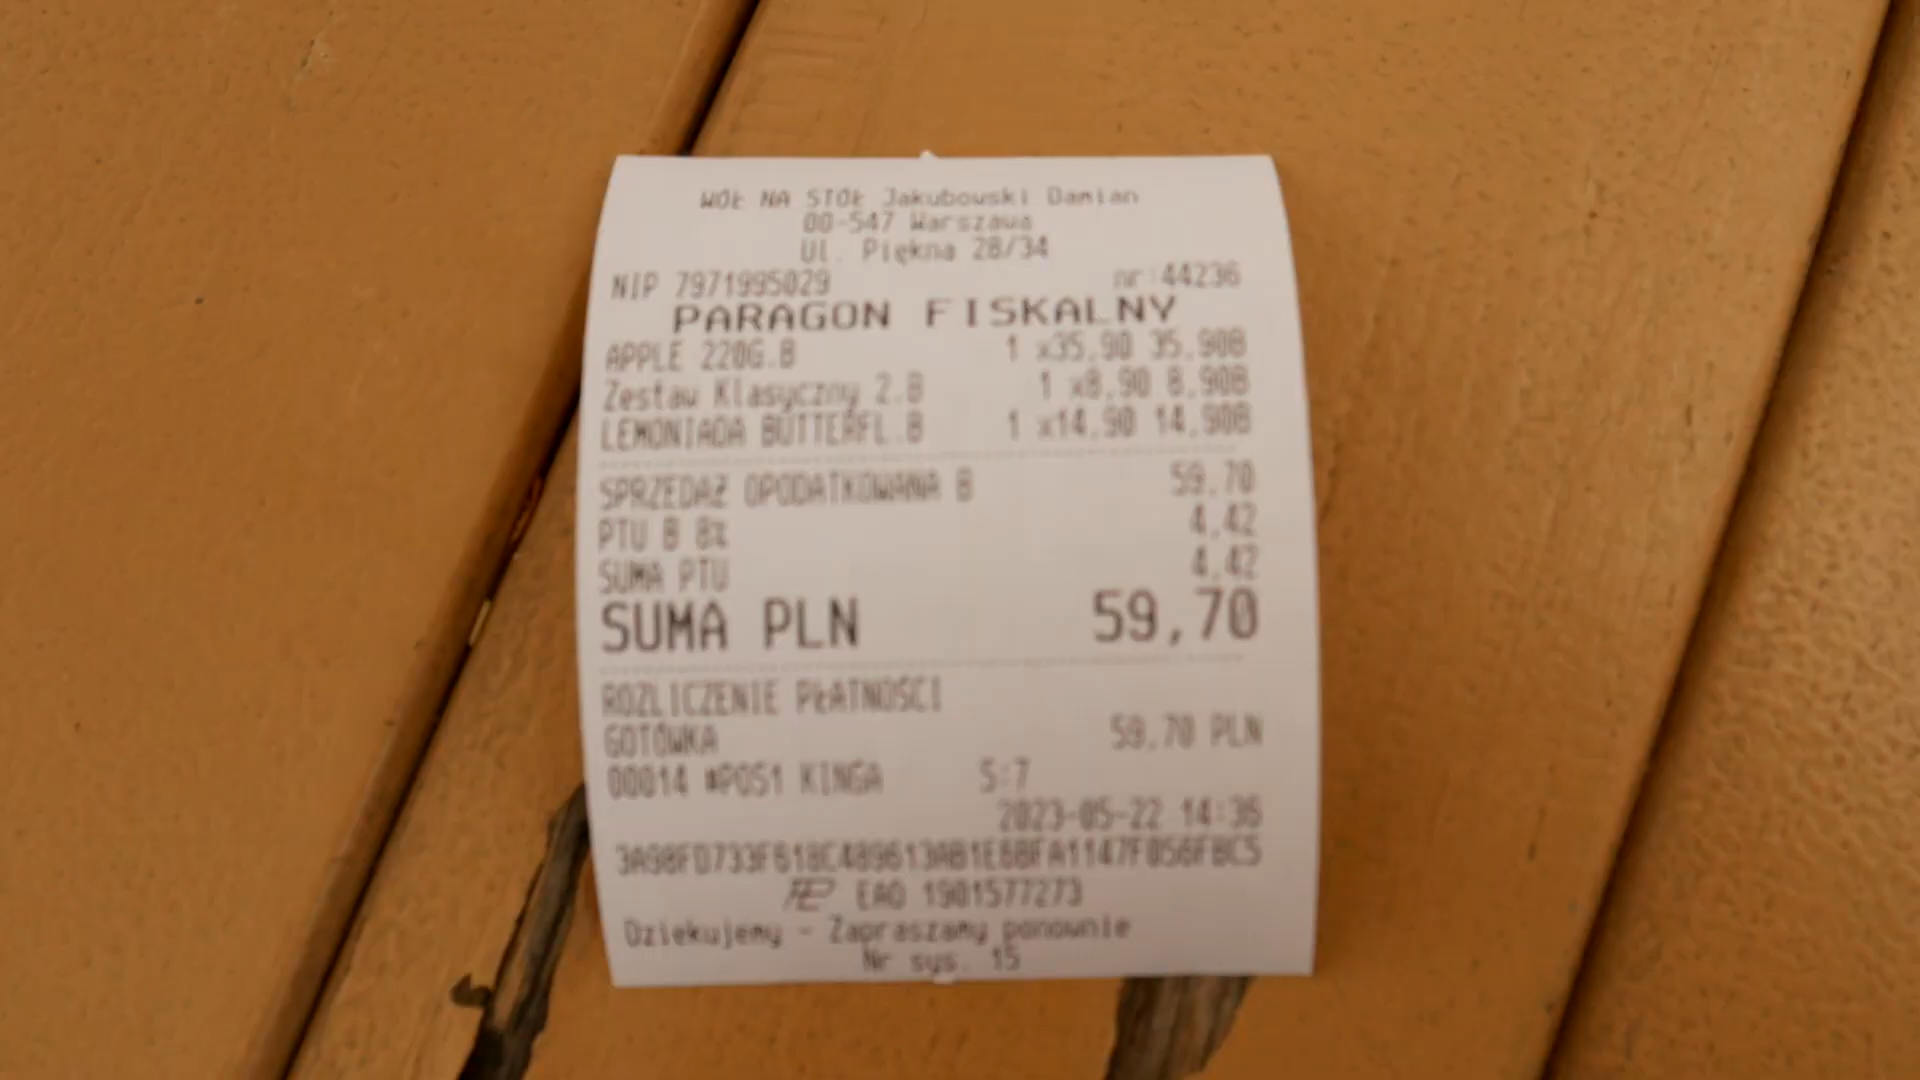 WÓŁ NA STÓŁ Jakubowski Damian
00-547 Warszawa
Ul. Piękna 28/34
NIP 7971995029 nr:44236
PARAGON FISKALNY
APPLE 220G.B 1 x35,90 35,90B
Zestaw Klasyczny 2.B 1 x8,90 8,90B
LEMONIADA BUTTERFL.B 1 x14,90 14,90B
SPRZEDAŻ OPODATKOWANA B 59,70
PTU B 8% 4,42
SUMA PTU 4,42
SUMA PLN 59,70
ROZLICZENIE PŁATNOŚCI
GOTÓWKA 59,70 PLN
00014 #POS1 KINGA S:7
2023-05-22 14:36
EAO 1901577273
Dziekujemy - Zapraszamy ponownie
Nr sys. 15